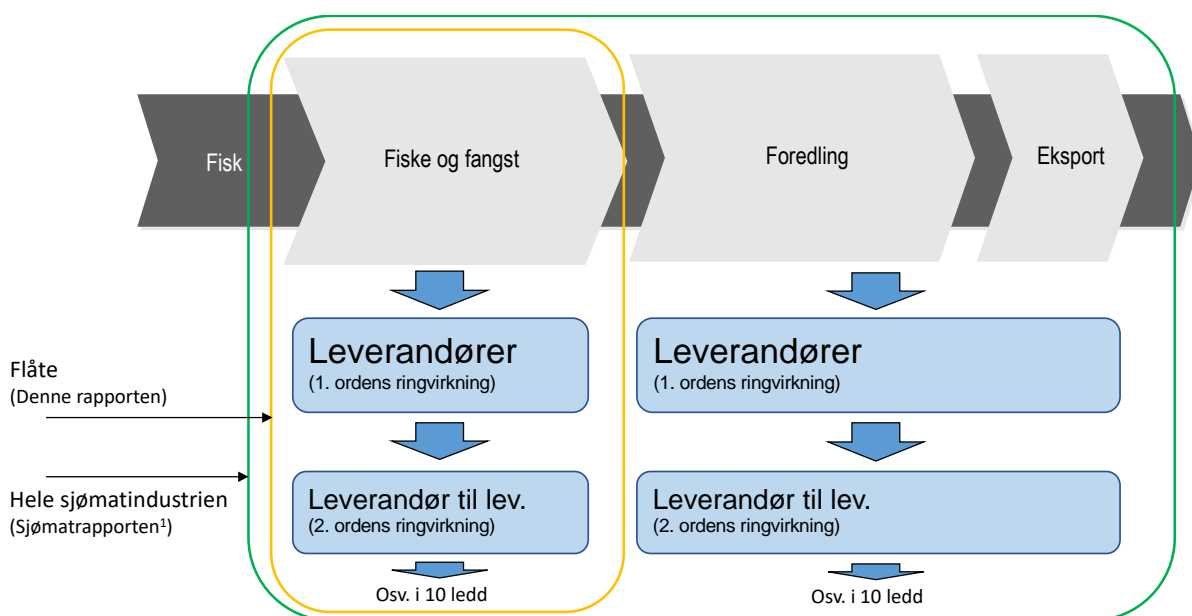 Fisk
Fiske og fangst
Foredling
Eksport
Leverandører
(1. ordens ringvirkning)
Leverandører
(1. ordens ringvirkning)
Flåte
(Denne rapporten)
Leverandør til lev.
(2. ordens ringvirkning)
Leverandør til lev.
(2. ordens ringvirkning)
Hele sjømatindustrien
(Sjømatrapporten¹)
Osv. i 10 ledd
Osv. i 10 ledd